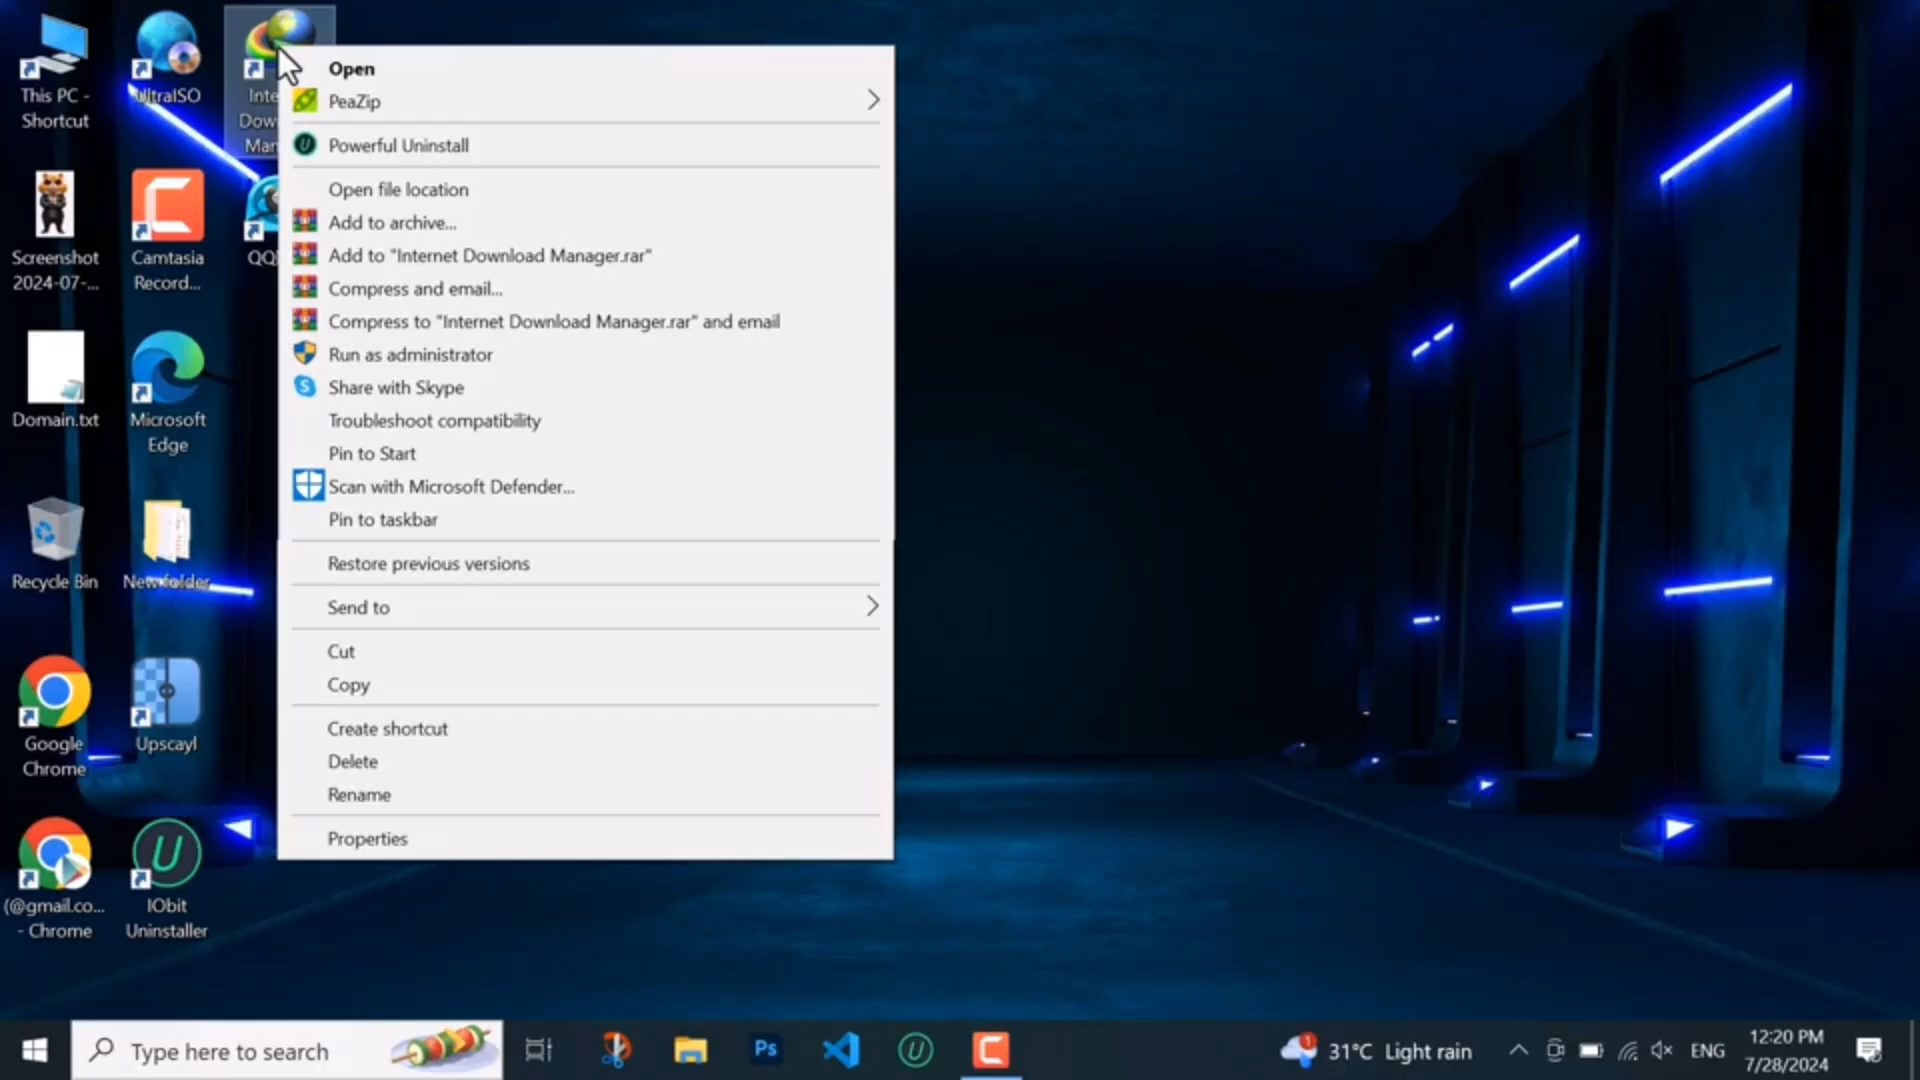 This PC -
Shortcut
UltraISO
Inte
Dow
Man
Screenshot
2024-07-...
Camtasia
Record...
QQ
Domain.txt
Microsoft
Edge
Recycle Bin
New folder
Google
Chrome
Upscayl
(@gmail.co...
- Chrome
IObit
Uninstaller
Open
PeaZip
Powerful Uninstall
Open file location
Add to archive...
Add to "Internet Download Manager.rar"
Compress and email...
Compress to "Internet Download Manager.rar" and email
Run as administrator
Share with Skype
Troubleshoot compatibility
Pin to Start
Scan with Microsoft Defender...
Pin to taskbar
Restore previous versions
Send to
Cut
Copy
Create shortcut
Delete
Rename
Properties
Type here to search
Ps
1
31°C Light rain
ENG
12:20 PM
7/28/2024